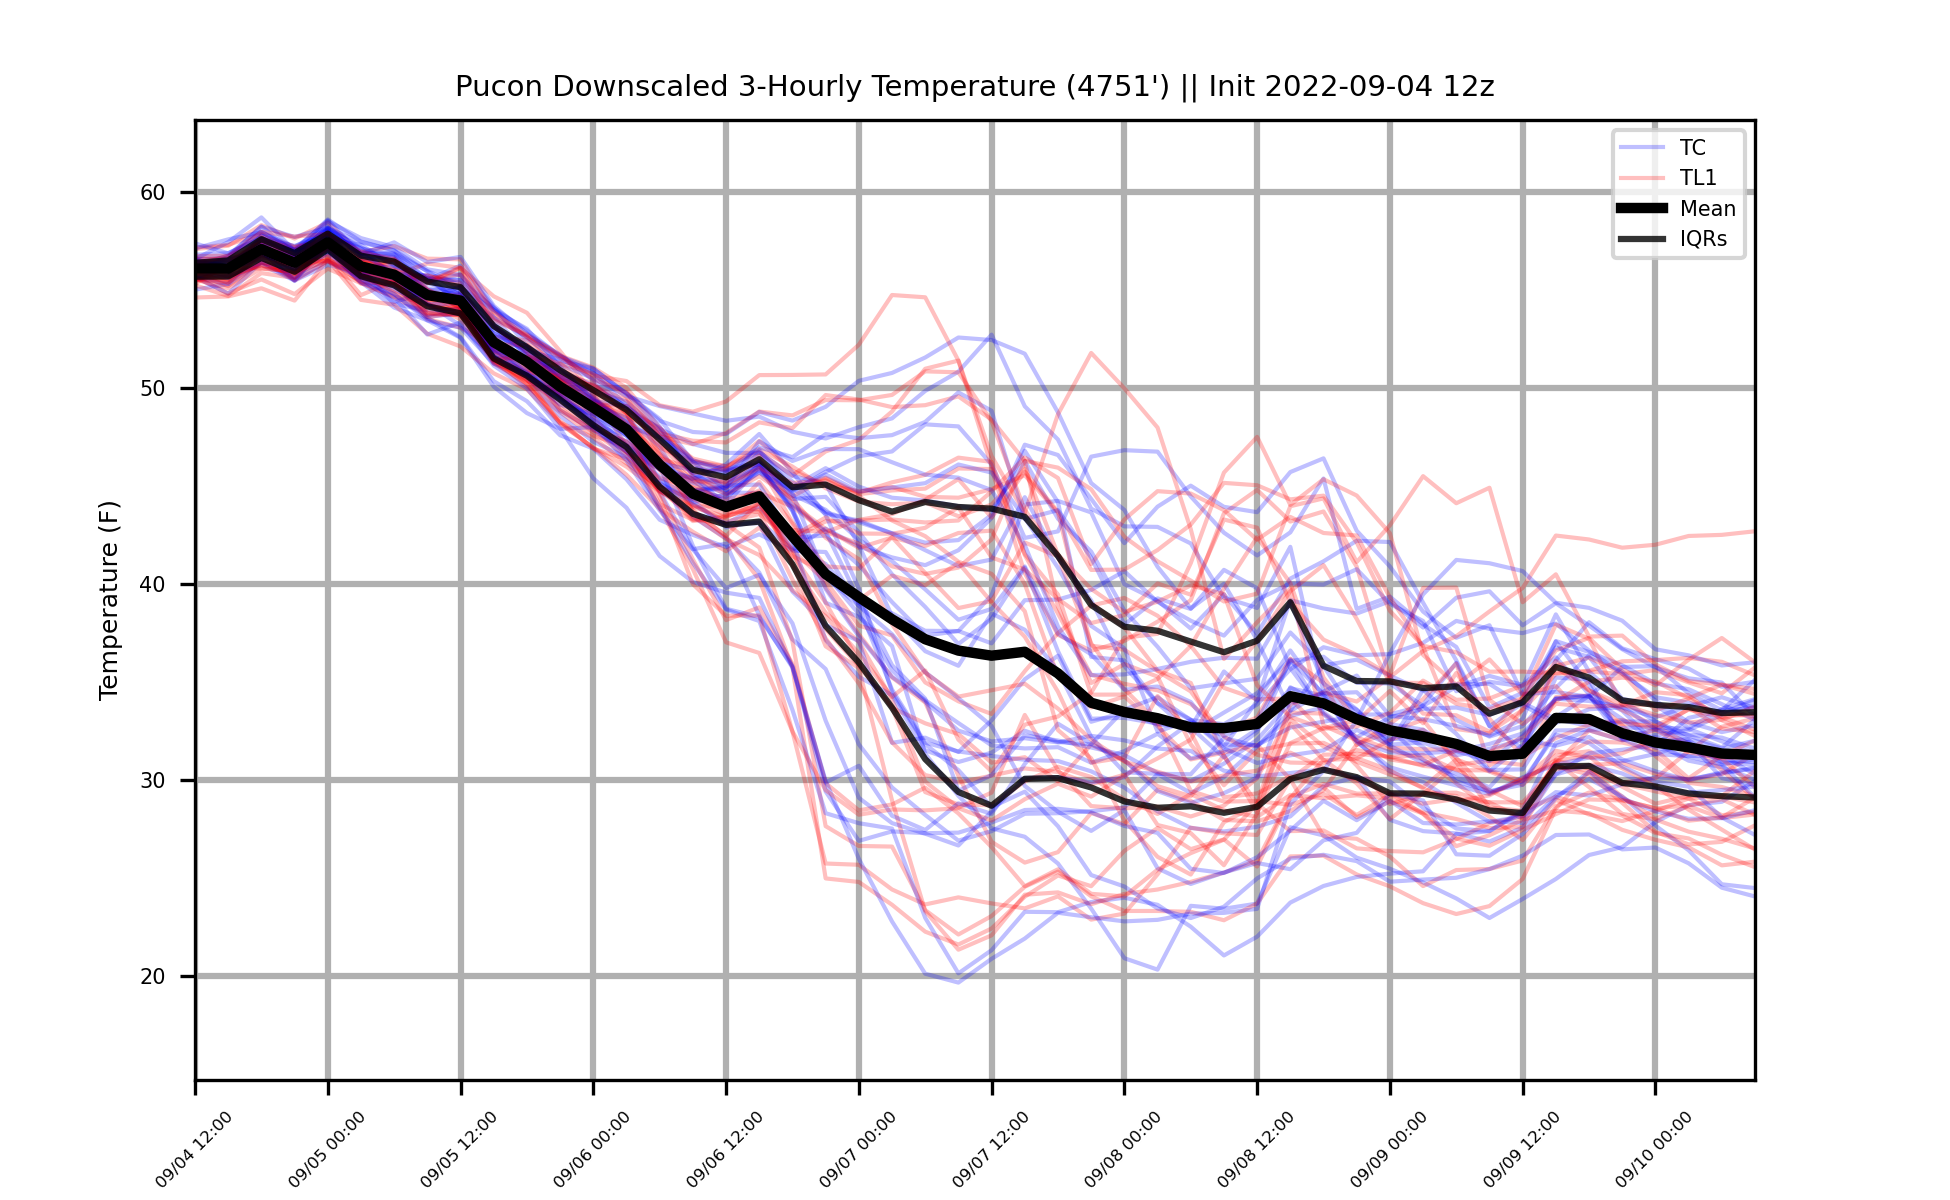 Pucon Downscaled 3-Hourly Temperature (4751') || Init 2022-09-04 12z
TC
TL1
Mean
IQRs
Temperature (F)
60
50
40
30
20
09/04 12:00
09/05 00:00
09/05 12:00
09/06 00:00
09/06 12:00
09/07 00:00
09/07 12:00
09/08 00:00
09/08 12:00
09/09 00:00
09/09 12:00
09/10 00:00